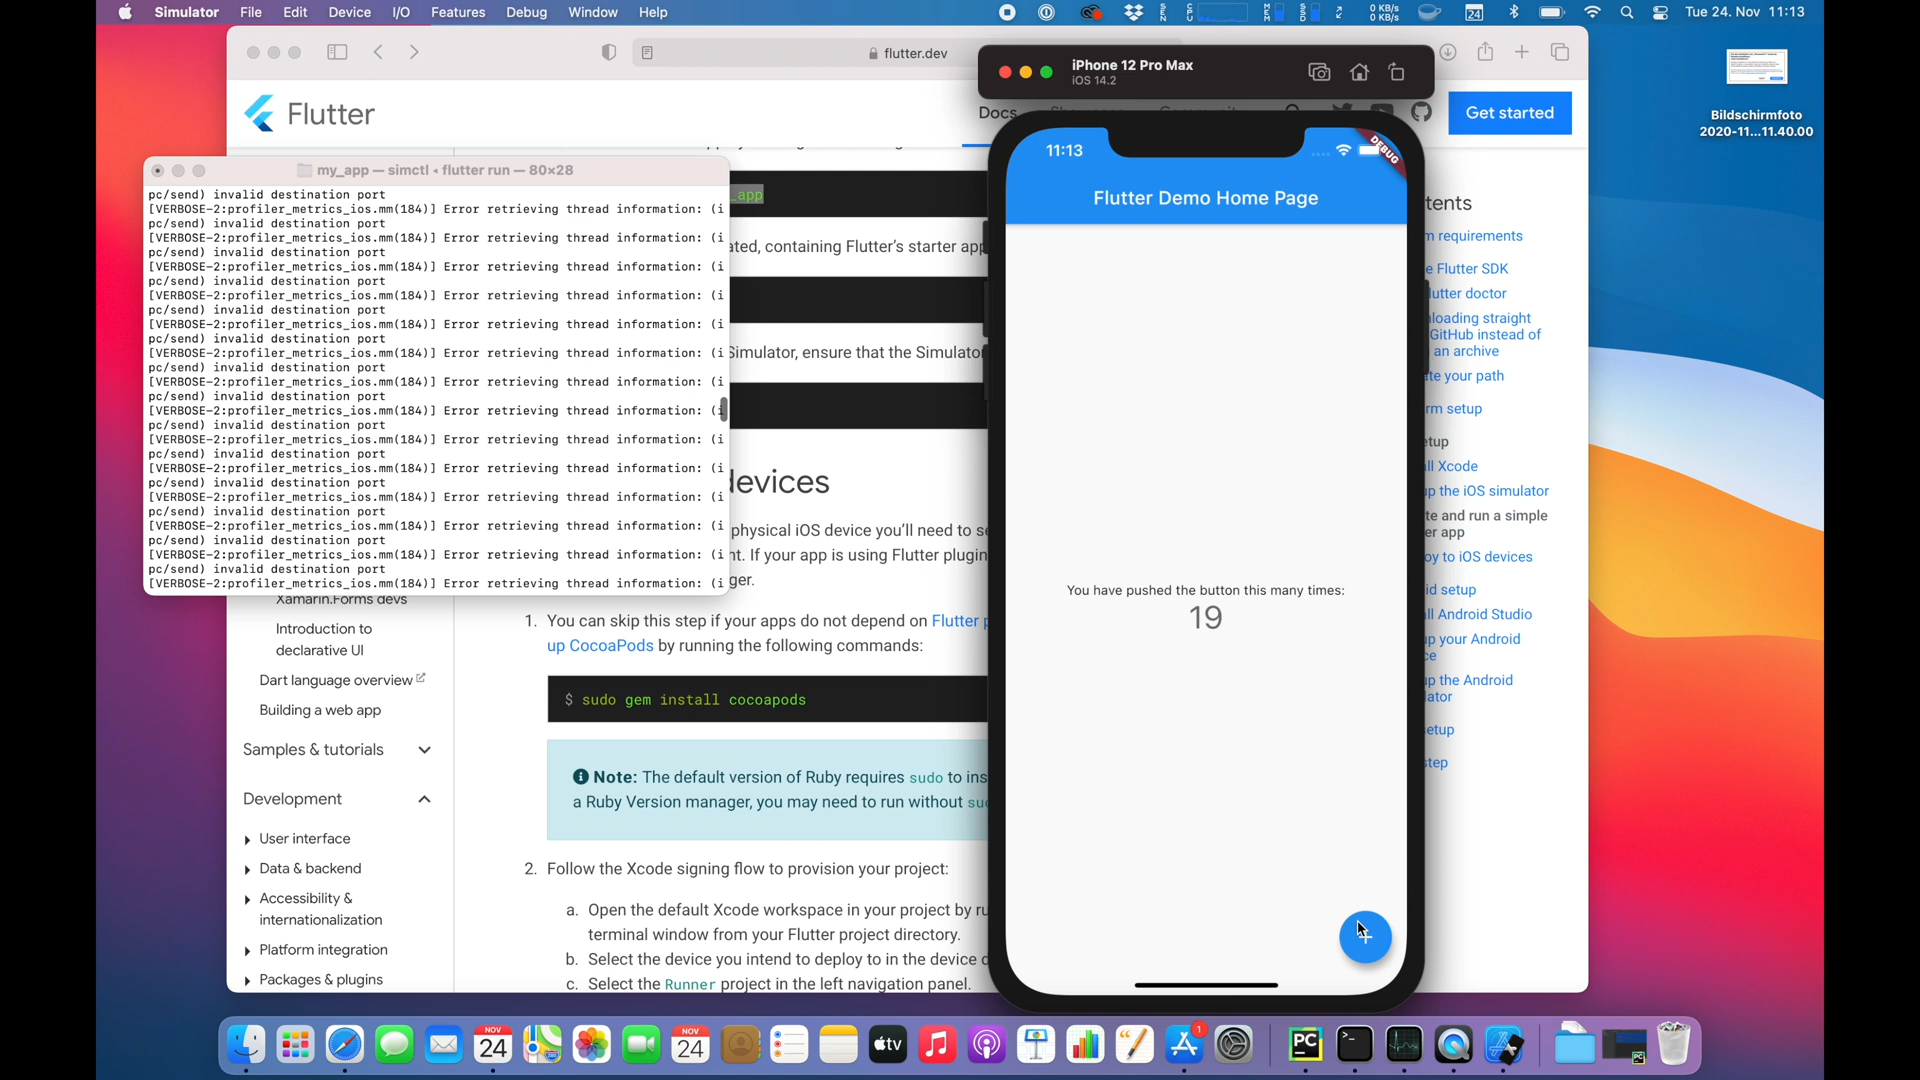 Simulator File Edit Device I/O Features Debug Window Help
0 KB/s
0 KB/s
24
Tue 24. Nov 11:13
flutter.dev
iPhone 12 Pro Max
iOS 14.2
Bildschirmfoto
2020-11...11.40.00
Flutter
Docs
Get started
my_app — simctl ◂ flutter run — 80×28
pc/send) invalid destination port
[VERBOSE-2:profiler_metrics_ios.mm(184)] Error retrieving thread information: (i
pc/send) invalid destination port
[VERBOSE-2:profiler_metrics_ios.mm(184)] Error retrieving thread information: (i
pc/send) invalid destination port
[VERBOSE-2:profiler_metrics_ios.mm(184)] Error retrieving thread information: (i
pc/send) invalid destination port
[VERBOSE-2:profiler_metrics_ios.mm(184)] Error retrieving thread information: (i
pc/send) invalid destination port
[VERBOSE-2:profiler_metrics_ios.mm(184)] Error retrieving thread information: (i
pc/send) invalid destination port
[VERBOSE-2:profiler_metrics_ios.mm(184)] Error retrieving thread information: (i
pc/send) invalid destination port
[VERBOSE-2:profiler_metrics_ios.mm(184)] Error retrieving thread information: (i
pc/send) invalid destination port
[VERBOSE-2:profiler_metrics_ios.mm(184)] Error retrieving thread information: (i
pc/send) invalid destination port
[VERBOSE-2:profiler_metrics_ios.mm(184)] Error retrieving thread information: (i
pc/send) invalid destination port
[VERBOSE-2:profiler_metrics_ios.mm(184)] Error retrieving thread information: (i
pc/send) invalid destination port
[VERBOSE-2:profiler_metrics_ios.mm(184)] Error retrieving thread information: (i
pc/send) invalid destination port
[VERBOSE-2:profiler_metrics_ios.mm(184)] Error retrieving thread information: (i
pc/send) invalid destination port
[VERBOSE-2:profiler_metrics_ios.mm(184)] Error retrieving thread information: (i
pc/send) invalid destination port
[VERBOSE-2:profiler_metrics_ios.mm(184)] Error retrieving thread information: (i
Xamarin.Forms devs
Introduction to
declarative UI
Dart language overview
Building a web app
Samples & tutorials
Development
User interface
Data & backend
Accessibility &
internationalization
Platform integration
Packages & plugins
_app
ated, containing Flutter's starter app
Simulator, ensure that the Simulator
devices
physical iOS device you'll need to se
nt. If your app is using Flutter plugin
ger.
1. You can skip this step if your apps do not depend on Flutter p
up CocoaPods by running the following commands:
$ sudo gem install cocoapods
Note: The default version of Ruby requires sudo to ins
a Ruby Version manager, you may need to run without sud
2. Follow the Xcode signing flow to provision your project:
a. Open the default Xcode workspace in your project by ru
terminal window from your Flutter project directory.
b. Select the device you intend to deploy to in the device d
c. Select the Runner project in the left navigation panel.
11:13
DEBUG
Flutter Demo Home Page
You have pushed the button this many times:
19
+
tents
m requirements
e Flutter SDK
lutter doctor
loading straight
GitHub instead of
an archive
te your path
rm setup
etup
ll Xcode
up the iOS simulator
te and run a simple
er app
oy to iOS devices
id setup
ll Android Studio
up your Android
ce
up the Android
ator
etup
step
NOV
24
NOV
24
tv
1
PC
>_
PC